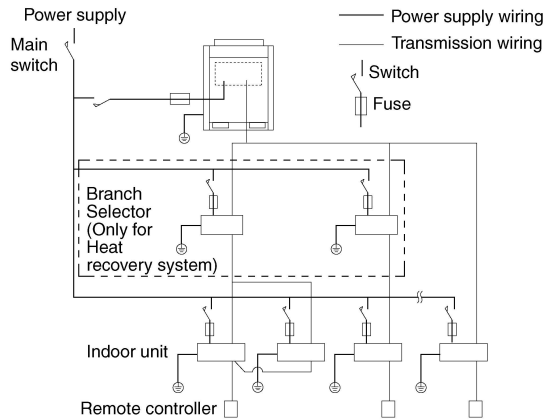 Power supply
Main
switch
Power supply wiring
Transmission wiring
Switch
Fuse
Branch
Selector
(Only for
Heat
recovery system)
Indoor unit
Remote controller